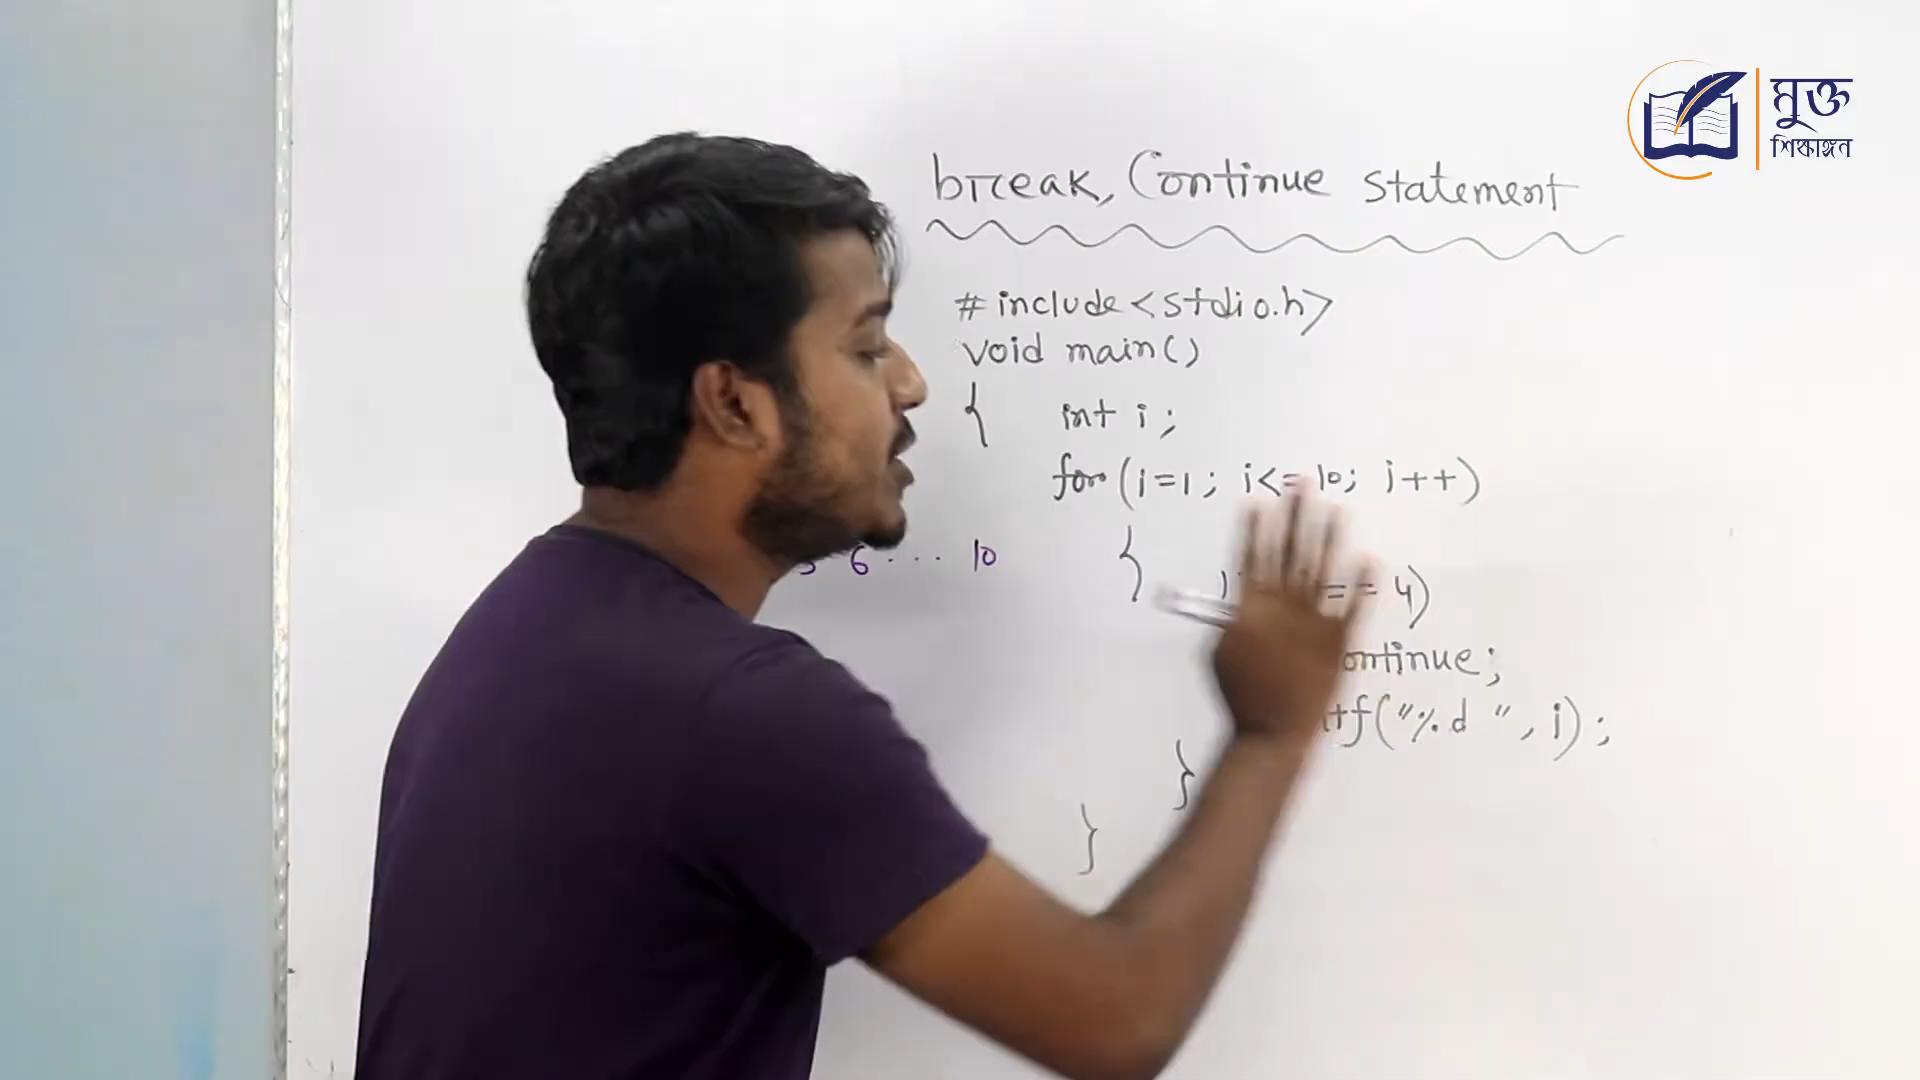 মুক্ত
শিক্ষাঙ্গন
break, Continue statement
#include<stdio.h>
void main()
{ int i;
for (i=1; i<=10; i++)
6 ... 10
{
== 4)
ontinue;
tf("%d ", i);
}
}